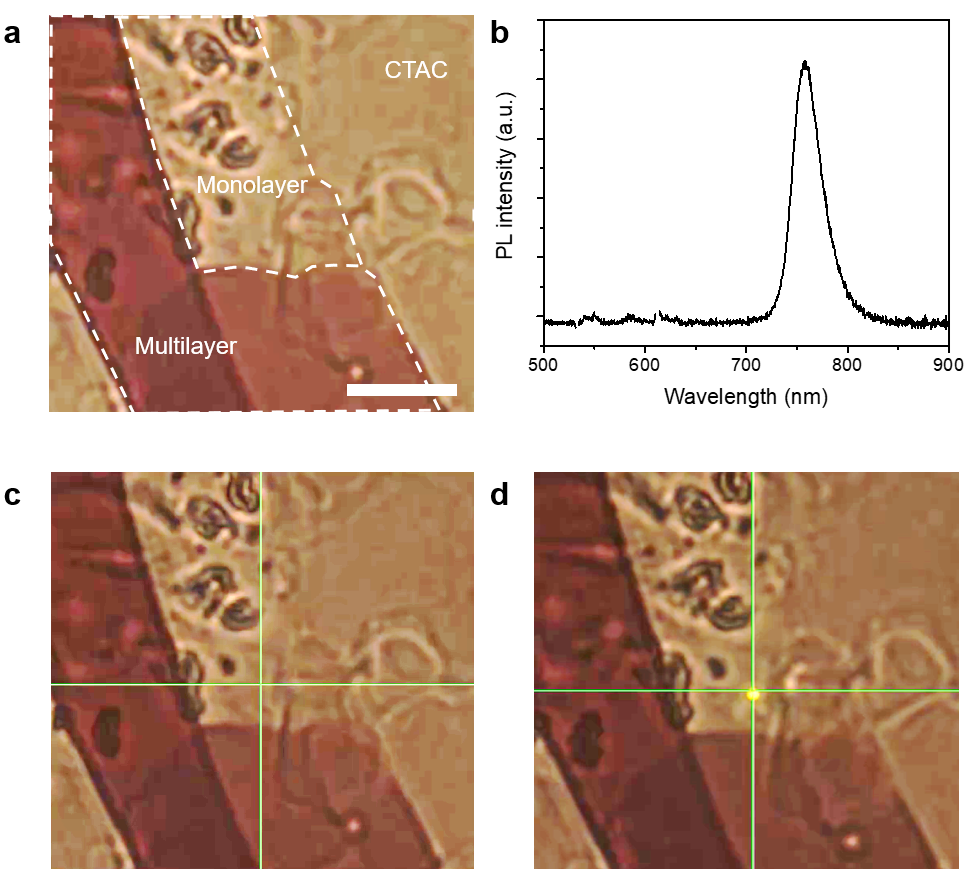 a
CTAC
Monolayer
Multilayer
b
PL intensity (a.u.)
500 600 700 800 900
Wavelength (nm)
c
d